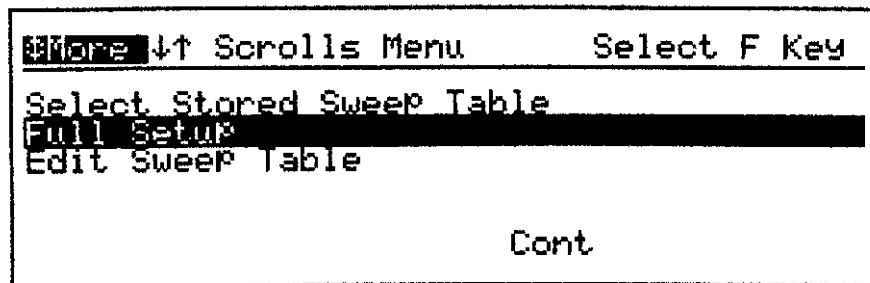 ↕More ↓↑ Scrolls Menu Select F Key
Select Stored Sweep Table
Full Setup
Edit Sweep Table
Cont